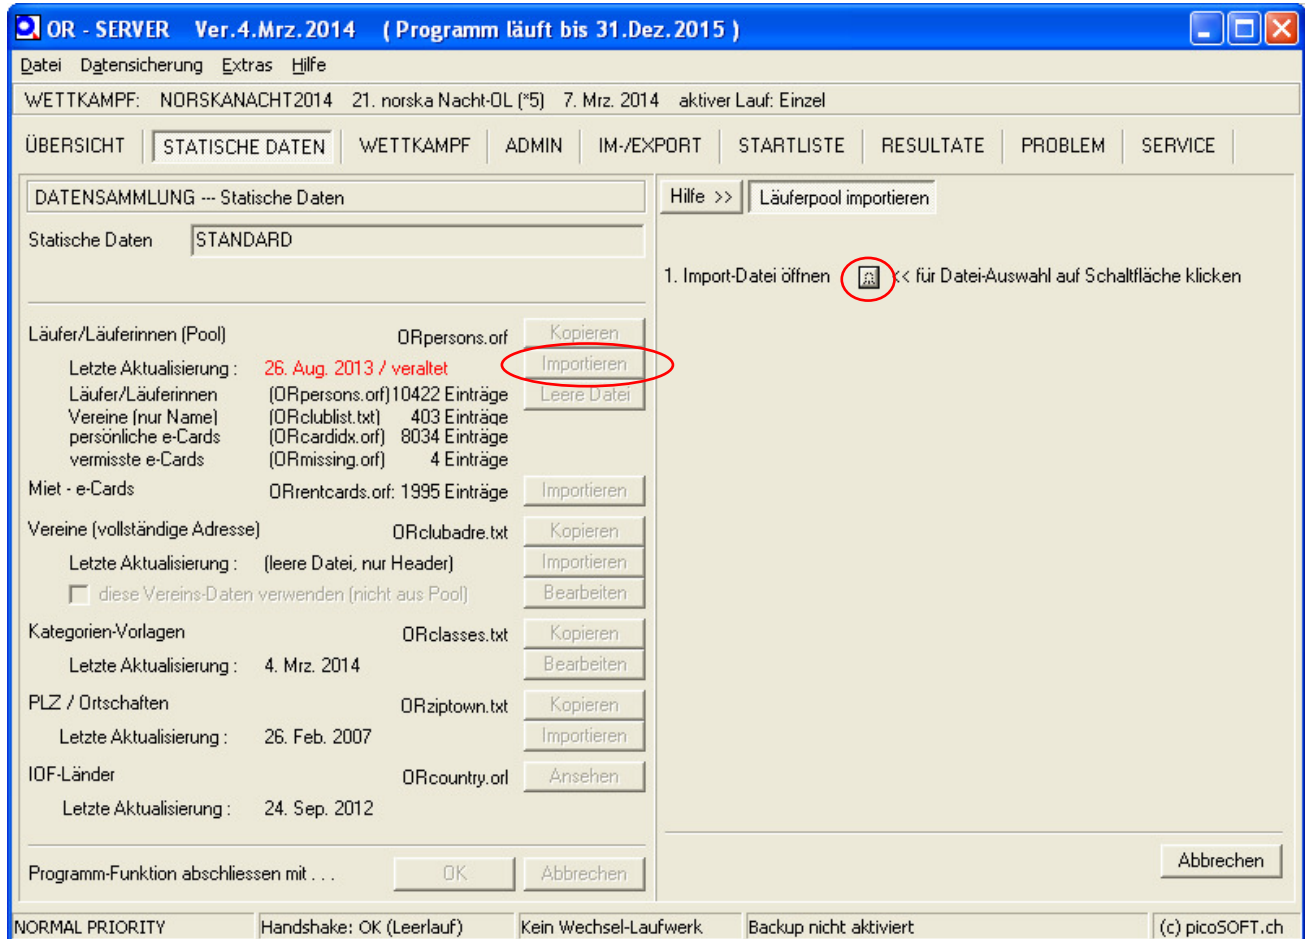 OR - SERVER Ver.4.Mrz.2014 ( Programm läuft bis 31.Dez.2015 )
Datei Datensicherung Extras Hilfe
WETTKAMPF: NORSKANACHT2014 21. norska Nacht-OL (*5) 7. Mrz. 2014 aktiver Lauf: Einzel
ÜBERSICHT STATISCHE DATEN WETTKAMPF ADMIN IM-/EXPORT STARTLISTE RESULTATE PROBLEM SERVICE
DATENSAMMLUNG --- Statische Daten
Statische Daten STANDARD
Läufer/Läuferinnen (Pool) ORpersons.orf Kopieren
Letzte Aktualisierung : 26. Aug. 2013 / veraltet Importieren
Läufer/Läuferinnen (ORpersons.orf) 10422 Einträge Leere Datei
Vereine (nur Name) (ORclublist.txt) 403 Einträge
persönliche e-Cards (ORcardidx.orf) 8034 Einträge
vermisste e-Cards (ORmissing.orf) 4 Einträge
Miet - e-Cards ORrentcards.orf: 1995 Einträge Importieren
Vereine (vollständige Adresse) ORclubadre.txt Kopieren
Letzte Aktualisierung : (leere Datei, nur Header) Importieren
diese Vereins-Daten verwenden (nicht aus Pool) Bearbeiten
Kategorien-Vorlagen ORclasses.txt Kopieren
Letzte Aktualisierung : 4. Mrz. 2014 Bearbeiten
PLZ / Ortschaften ORziptown.txt Kopieren
Letzte Aktualisierung : 26. Feb. 2007 Importieren
IOF-Länder ORcountry.orl Ansehen
Letzte Aktualisierung : 24. Sep. 2012
Programm-Funktion abschliessen mit . . . OK Abbrechen
Hilfe >> Läuferpool importieren
1. Import-Datei öffnen ... << für Datei-Auswahl auf Schaltfläche klicken
Abbrechen
NORMAL PRIORITY Handshake: OK (Leerlauf) Kein Wechsel-Laufwerk Backup nicht aktiviert (c) picoSOFT.ch